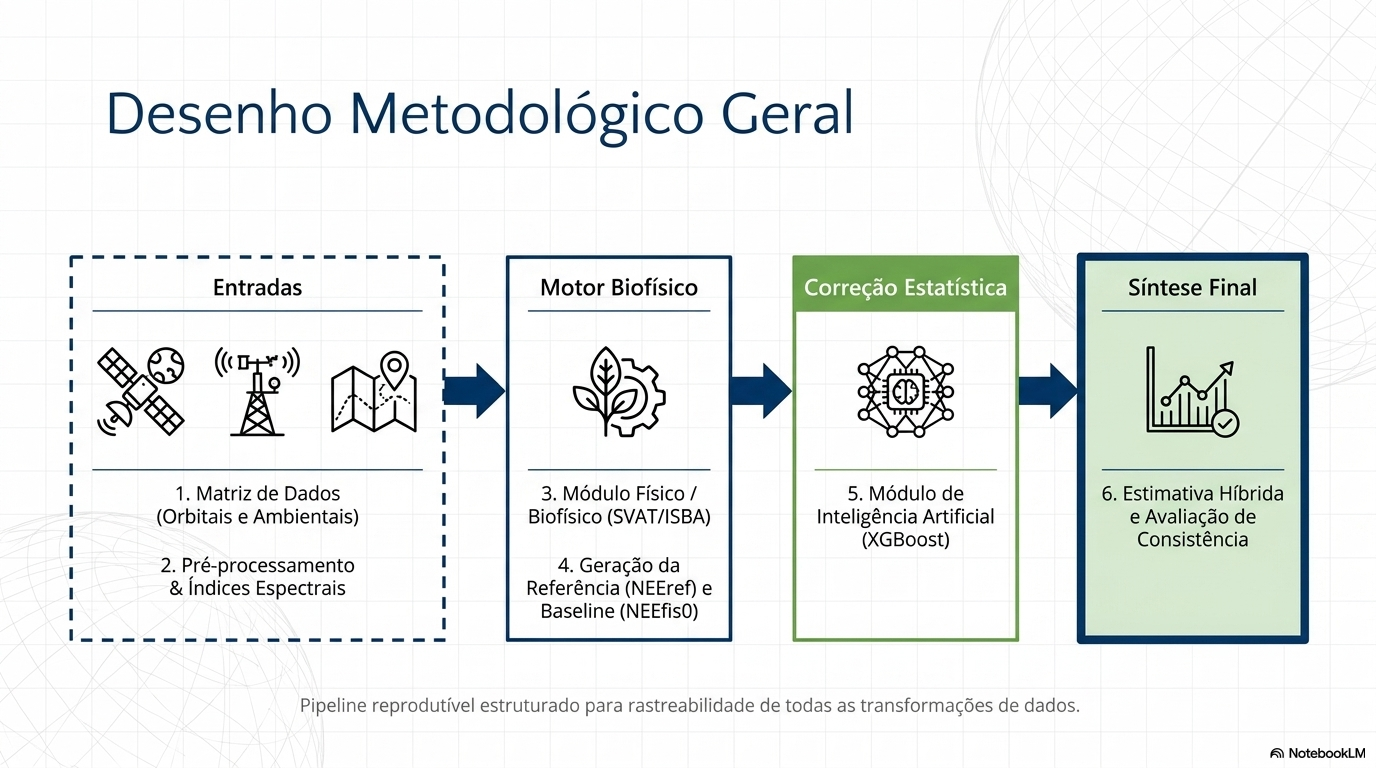 Desenho Metodológico Geral
Entradas
1. Matriz de Dados
(Orbitais e Ambientais)
2. Pré-processamento
& Índices Espectrais
Motor Biofísico
3. Módulo Físico /
Biofísico (SVAT/ISBA)
4. Geração da
Referência (NEEref) e
Baseline (NEEfis0)
Correção Estatística
5. Módulo de
Inteligência Artificial
(XGBoost)
Síntese Final
6. Estimativa Híbrida
e Avaliação de
Consistência
Pipeline reprodutível estruturado para rastreabilidade de todas as transformações de dados.
NotebookLM